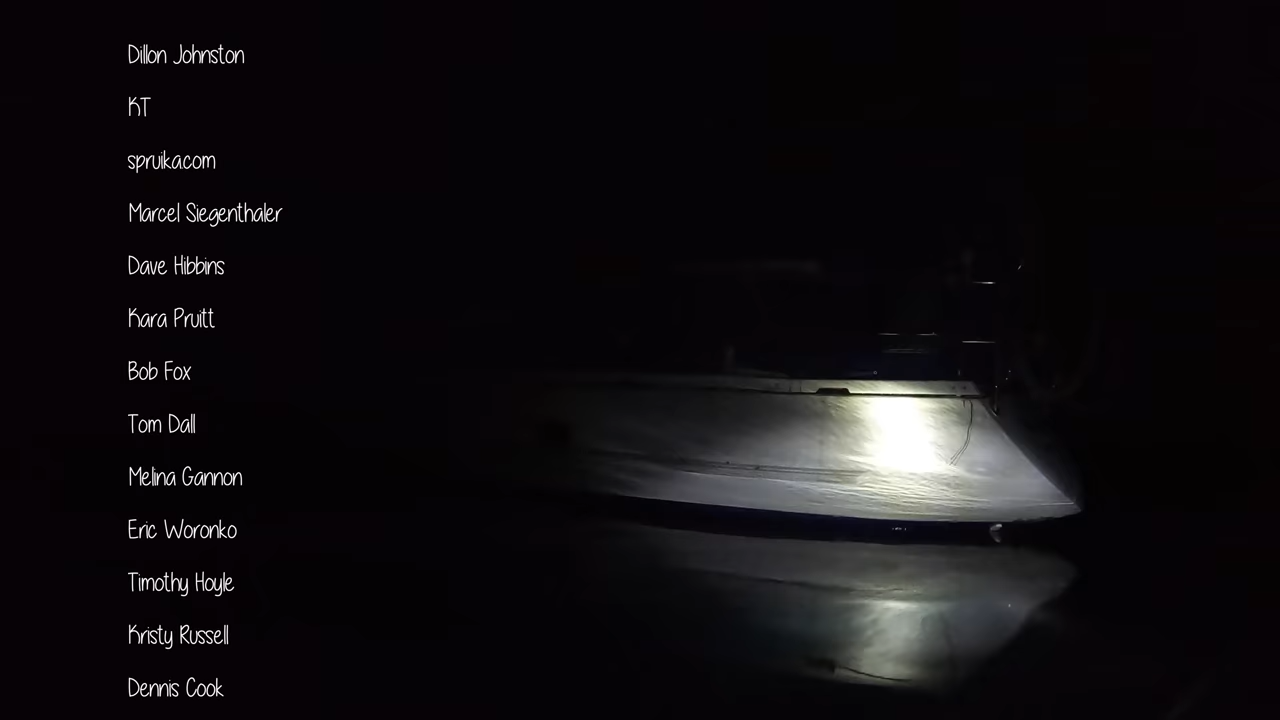 Dillon Johnston
KT
spruika.com
Marcel Siegenthaler
Dave Hibbins
Kara Pruitt
Bob Fox
Tom Dall
Melina Gannon
Eric Woronko
Timothy Hoyle
Kristy Russell
Dennis Cook